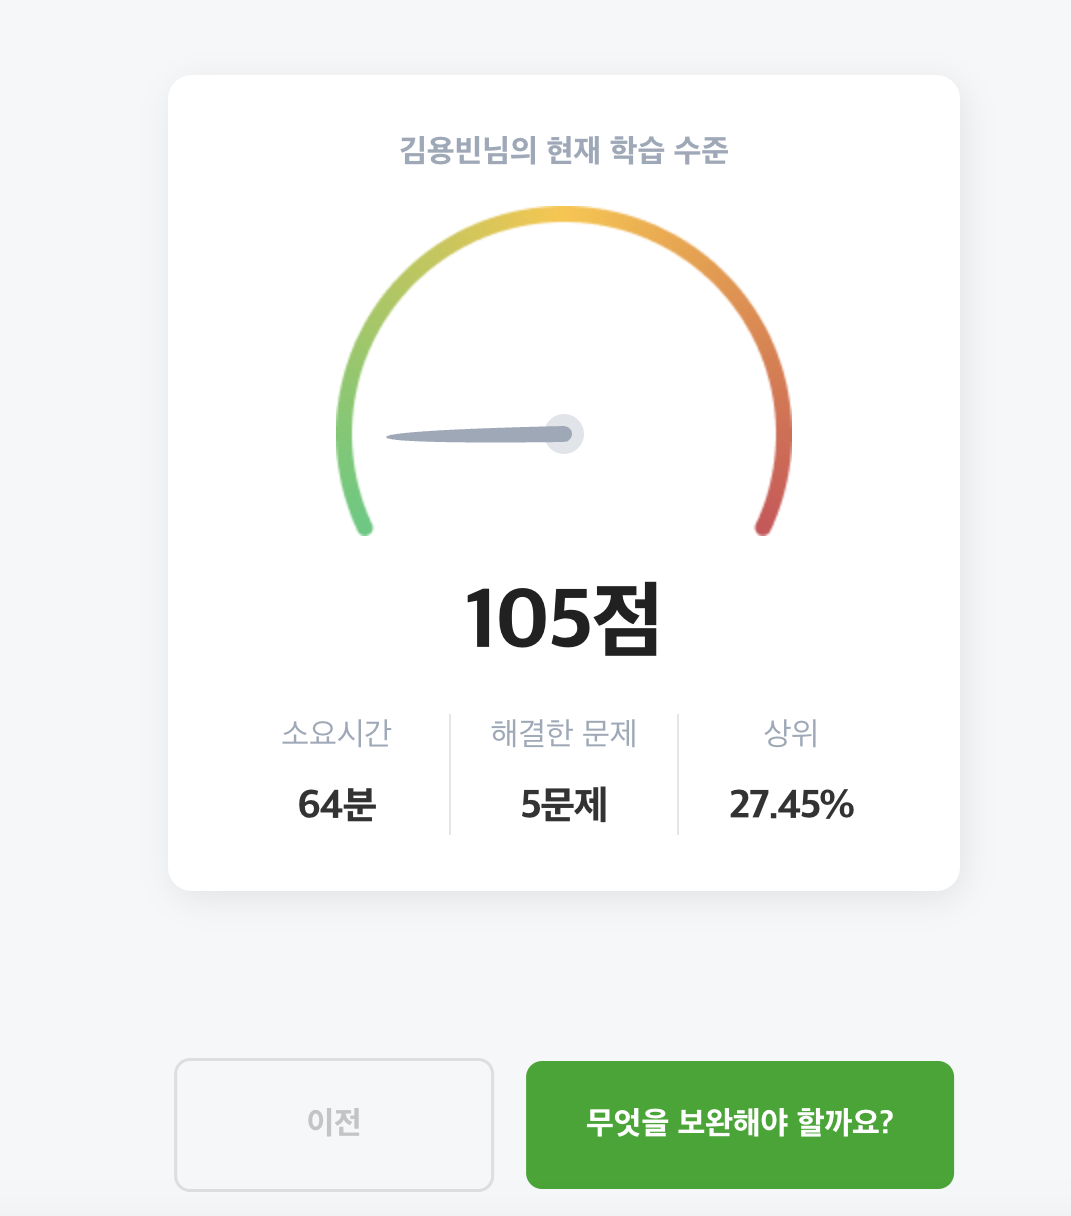 김용빈님의 현재 학습 수준
105점
소요시간
해결한 문제
상위
64분
5문제
27.45%
이전
무엇을 보완해야 할까요?